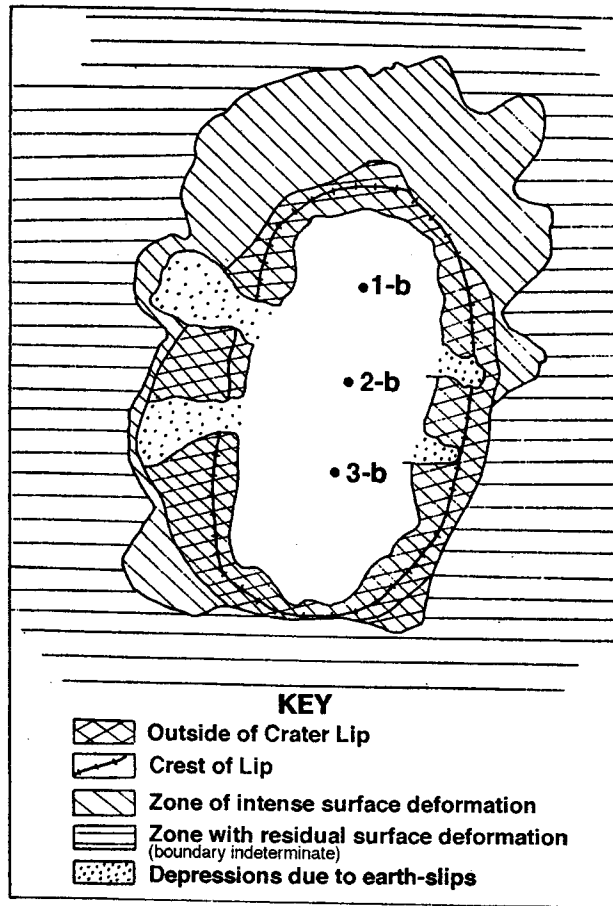 1-b
2-b
3-b
KEY
Outside of Crater Lip
Crest of Lip
Zone of intense surface deformation
Zone with residual surface deformation
(boundary indeterminate)
Depressions due to earth-slips